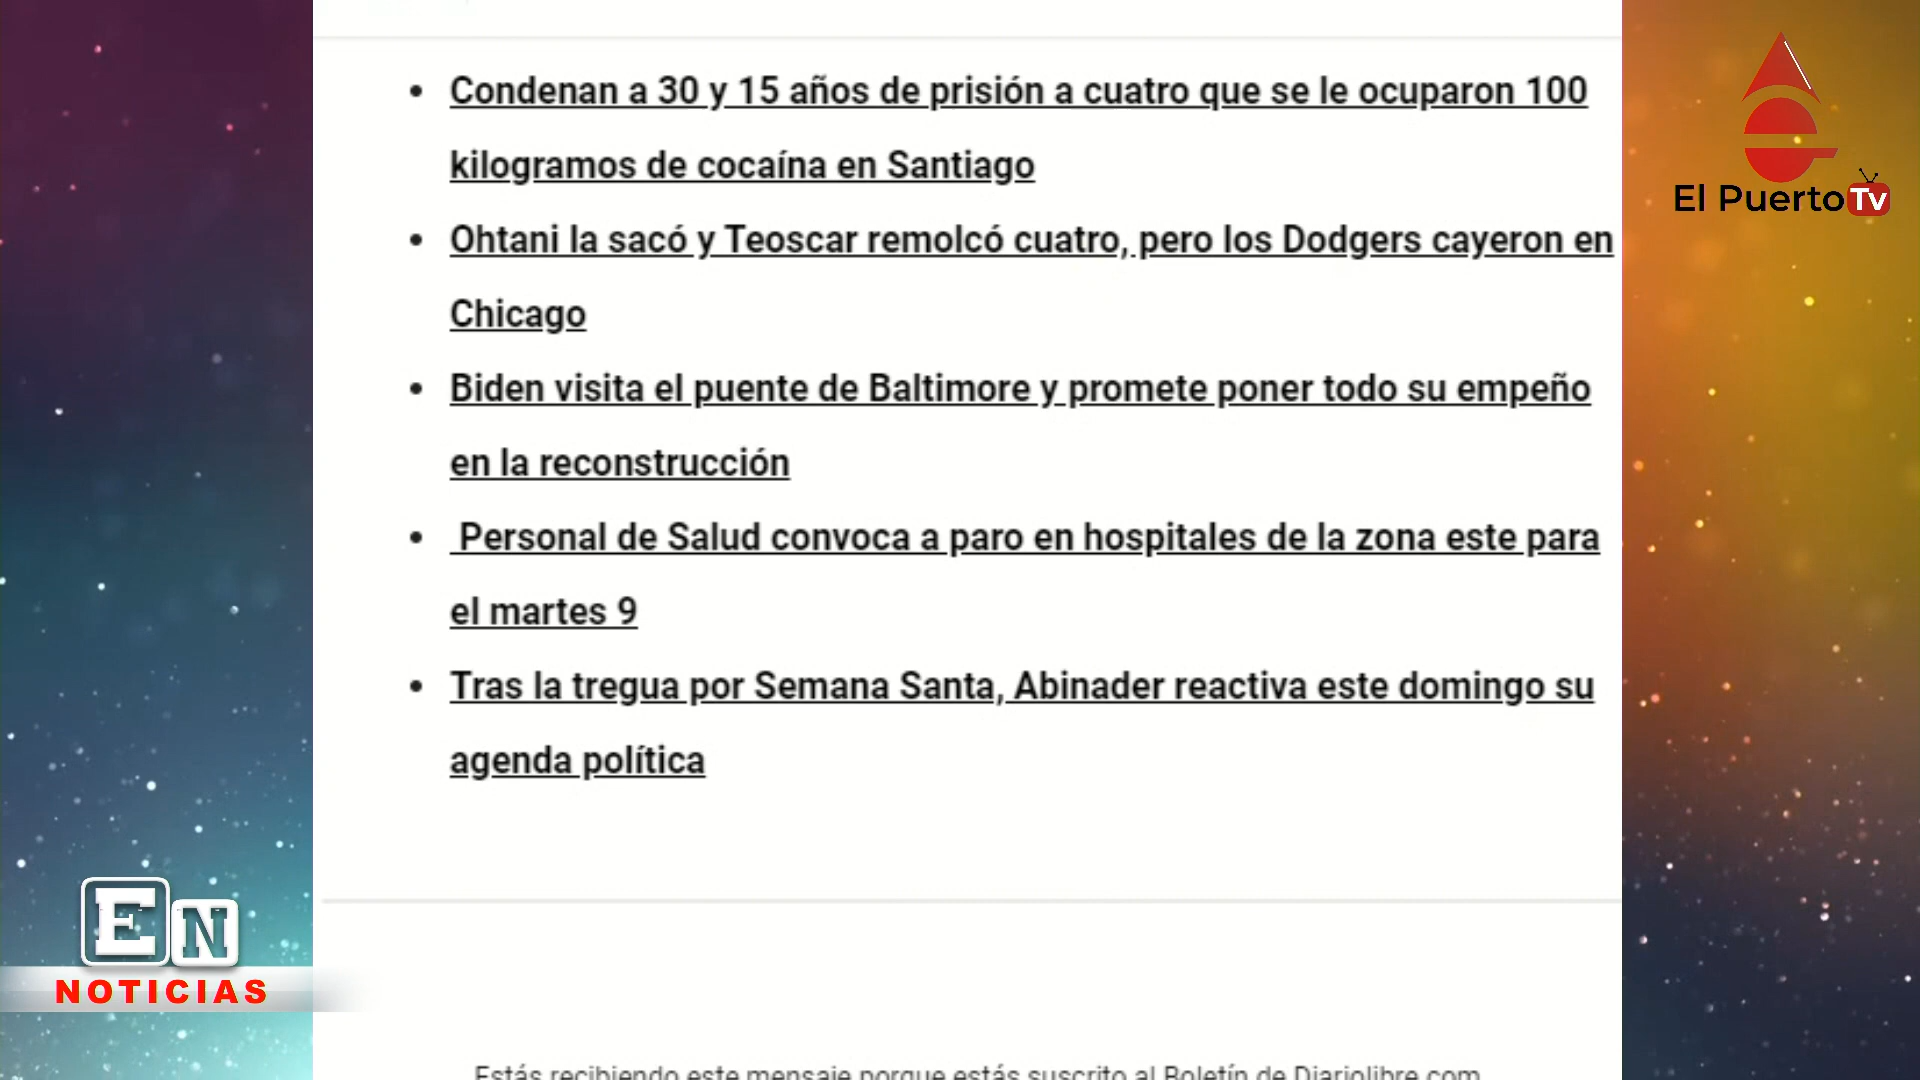 Condenan a 30 y 15 años de prisión a cuatro que se le ocuparon 100
kilogramos de cocaína en Santiago
Ohtani la sacó y Teoscar remolcó cuatro, pero los Dodgers cayeron en
Chicago
Biden visita el puente de Baltimore y promete poner todo su empeño
en la reconstrucción
Personal de Salud convoca a paro en hospitales de la zona este para
el martes 9
Tras la tregua por Semana Santa, Abinader reactiva este domingo su
agenda política
Estás recibiendo este mensaje porque estás suscrito al Boletín de Diariolibre.com
El Puerto Tv
EN
NOTICIAS